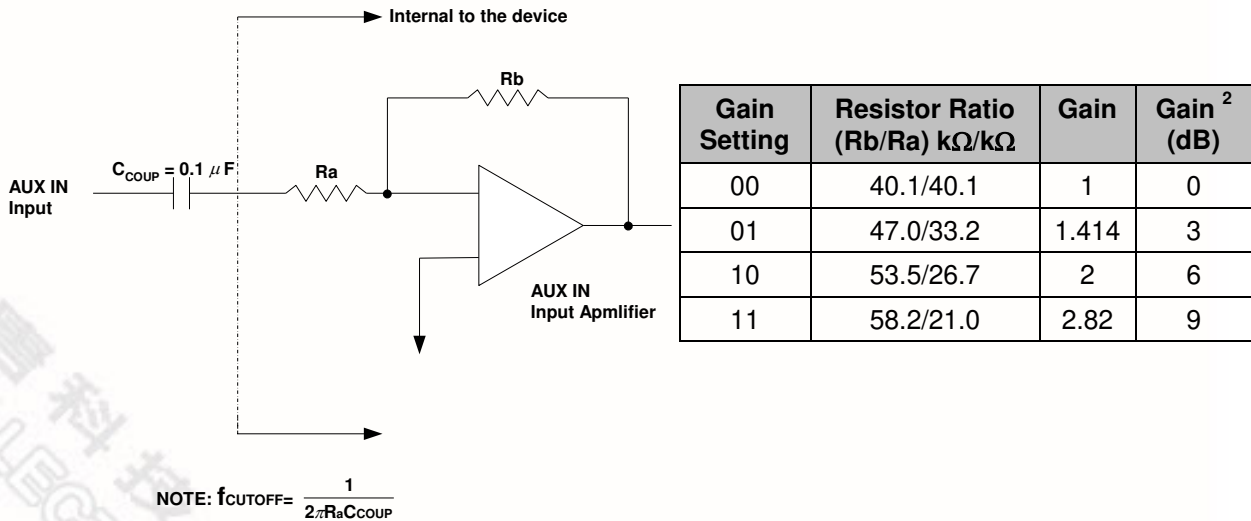 Internal to the device
Rb
C_COUP = 0.1 μF
Ra
AUX IN
Input
AUX IN
Input Apmlifier
Gain Setting | Resistor Ratio (Rb/Ra) kΩ/kΩ | Gain | Gain ² (dB)
00 | 40.1/40.1 | 1 | 0
01 | 47.0/33.2 | 1.414 | 3
10 | 53.5/26.7 | 2 | 6
11 | 58.2/21.0 | 2.82 | 9
NOTE: fCUTOFF= 1 / 2πRaCCOUP
科技